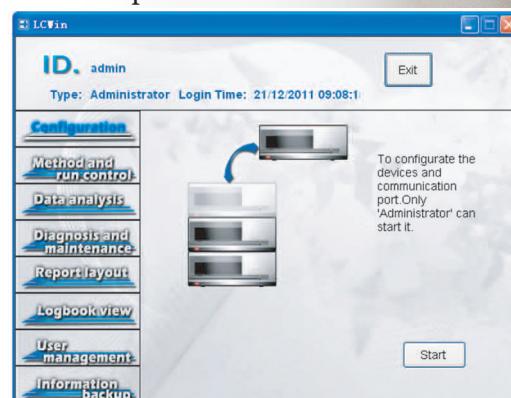 LCWin
ID. admin
Exit
Type: Administrator Login Time: 21/12/2011 09:08:1
Configuration
Method and
run control
Data analysis
Diagnosis and
maintenance
Report layout
Logbook view
User
management
Information
backup
To configurate the
devices and
communication
port.Only
'Administrator' can
start it.
Start